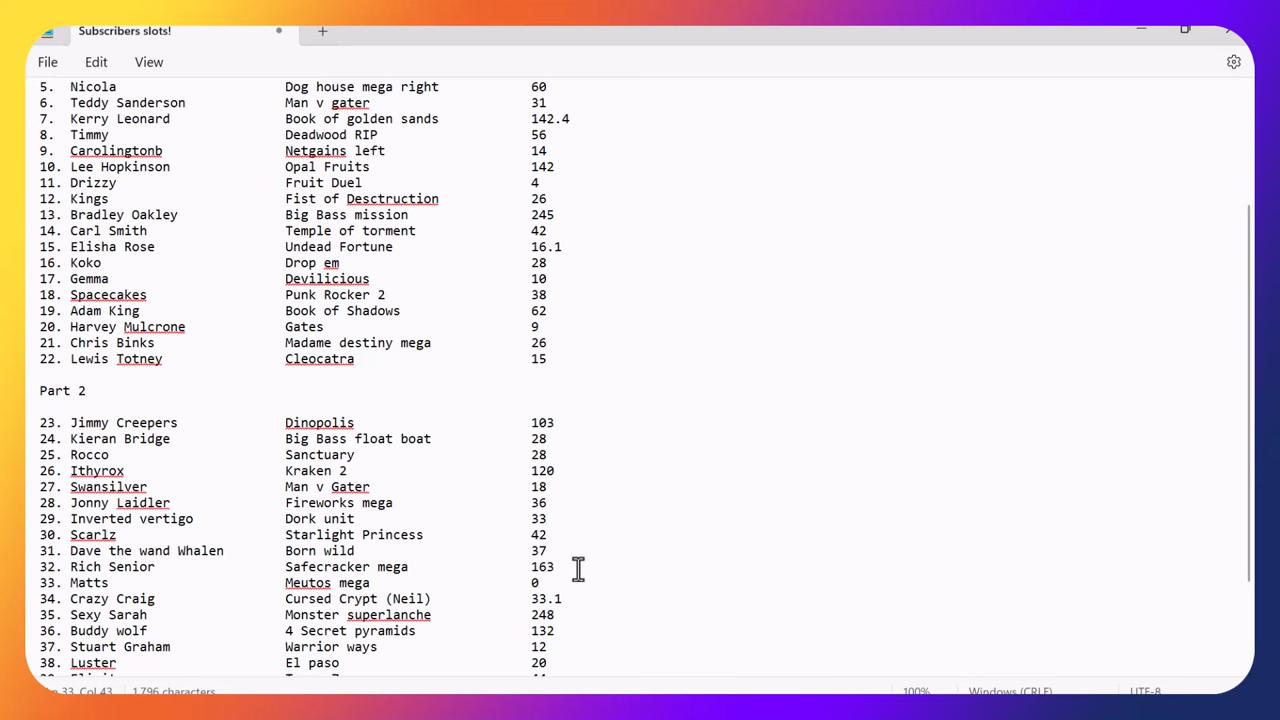 Subscribers slots!
File Edit View
5. Nicola Dog house mega right 60
6. Teddy Sanderson Man v gater 31
7. Kerry Leonard Book of golden sands 142.4
8. Timmy Deadwood RIP 56
9. Carolingtonb Netgains left 14
10. Lee Hopkinson Opal Fruits 142
11. Drizzy Fruit Duel 4
12. Kings Fist of Desctruction 26
13. Bradley Oakley Big Bass mission 245
14. Carl Smith Temple of torment 42
15. Elisha Rose Undead Fortune 16.1
16. Koko Drop em 28
17. Gemma Devilicious 10
18. Spacecakes Punk Rocker 2 38
19. Adam King Book of Shadows 62
20. Harvey Mulcrone Gates 9
21. Chris Binks Madame destiny mega 26
22. Lewis Totney Cleocatra 15
Part 2
23. Jimmy Creepers Dinopolis 103
24. Kieran Bridge Big Bass float boat 28
25. Rocco Sanctuary 28
26. Ithyrox Kraken 2 120
27. Swansilver Man v Gater 18
28. Jonny Laidler Fireworks mega 36
29. Inverted vertigo Dork unit 33
30. Scarlz Starlight Princess 42
31. Dave the wand Whalen Born wild 37
32. Rich Senior Safecracker mega 163
33. Matts Meutos mega 0
34. Crazy Craig Cursed Crypt (Neil) 33.1
35. Sexy Sarah Monster superlanche 248
36. Buddy wolf 4 Secret pyramids 132
37. Stuart Graham Warrior ways 12
38. Luster El paso 20
33, Col 43 1,796 characters 100% Windows (CRLF) UTF-8